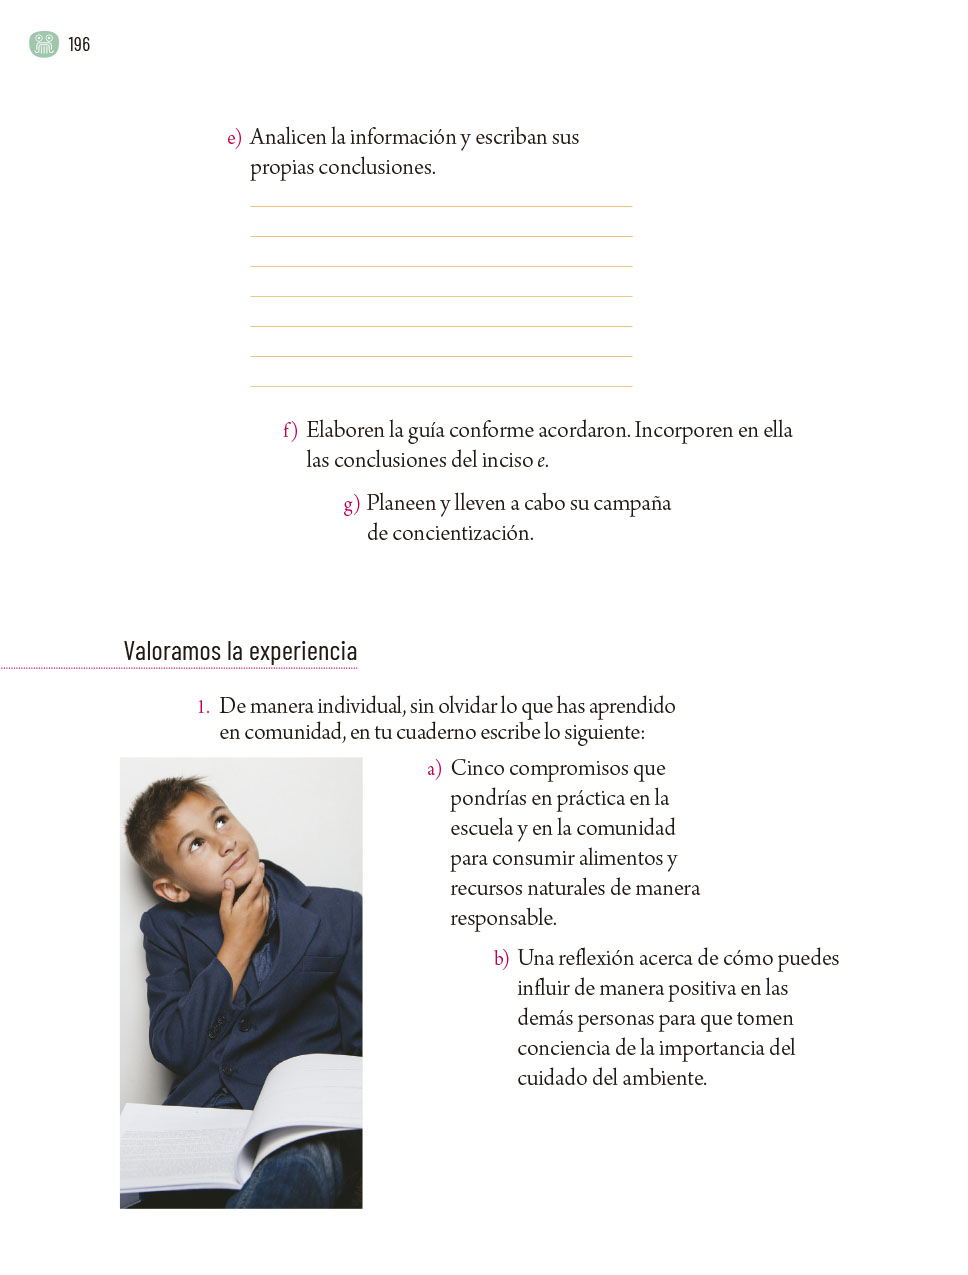 196
e) Analicen la información y escriban sus
propias conclusiones.
f) Elaboren la guía conforme acordaron. Incorporen en ella
las conclusiones del inciso e.
g) Planeen y lleven a cabo su campaña
de concientización.
Valoramos la experiencia
1. De manera individual, sin olvidar lo que has aprendido
en comunidad, en tu cuaderno escribe lo siguiente:
a) Cinco compromisos que
pondrías en práctica en la
escuela y en la comunidad
para consumir alimentos y
recursos naturales de manera
responsable.
b) Una reflexión acerca de cómo puedes
influir de manera positiva en las
demás personas para que tomen
conciencia de la importancia del
cuidado del ambiente.